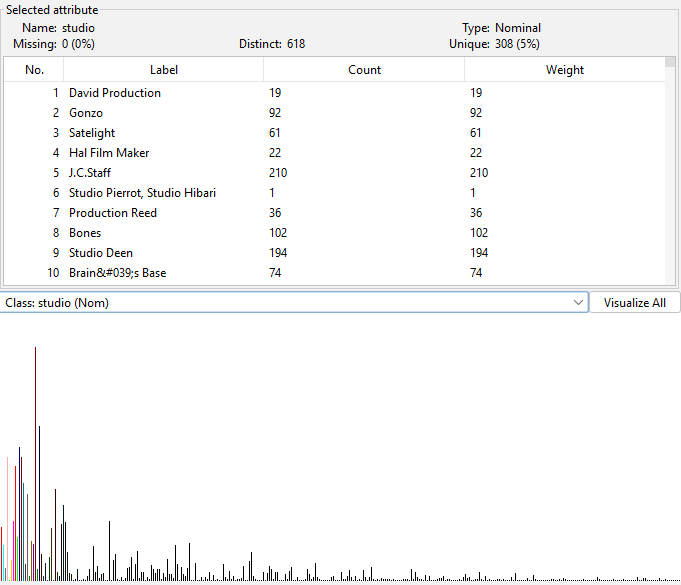 Selected attribute
Name: studio Type: Nominal
Missing: 0 (0%) Distinct: 618 Unique: 308 (5%)
No. Label Count Weight
1 David Production 19 19
2 Gonzo 92 92
3 Satelight 61 61
4 Hal Film Maker 22 22
5 J.C.Staff 210 210
6 Studio Pierrot, Studio Hibari 1 1
7 Production Reed 36 36
8 Bones 102 102
9 Studio Deen 194 194
10 Brain&#039;s Base 74 74
Class: studio (Nom) Visualize All